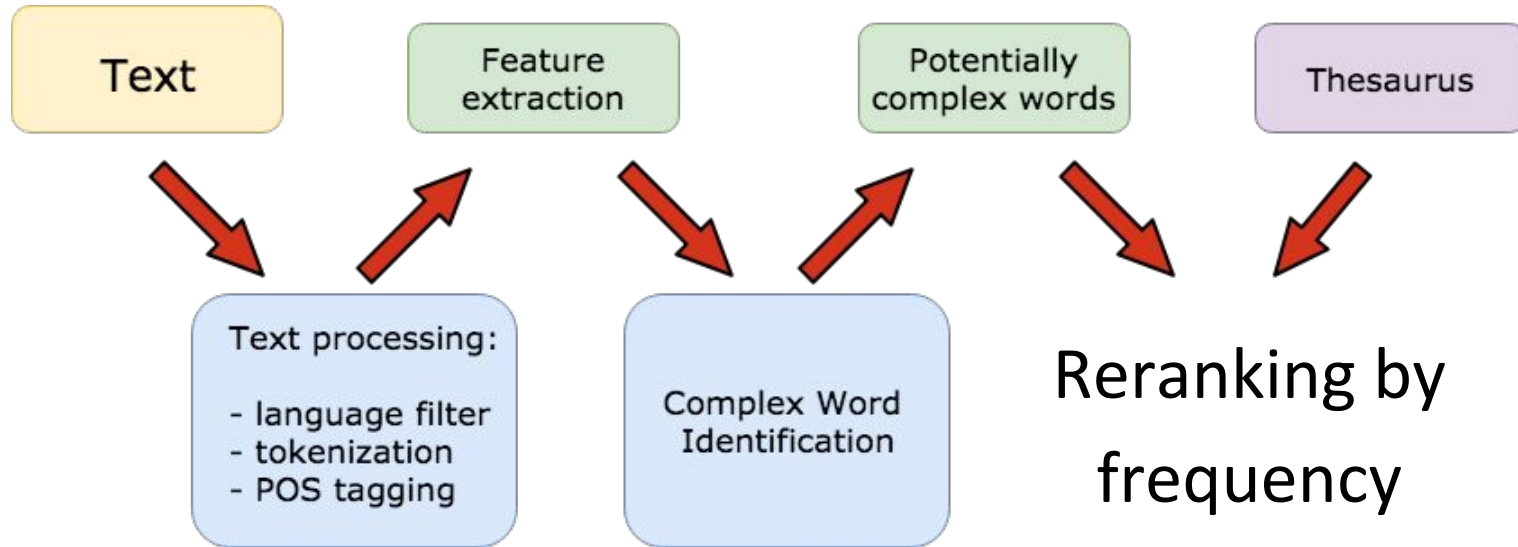 Text
Feature
extraction
Potentially
complex words
Thesaurus
Text processing:
- language filter
- tokenization
- POS tagging
Complex Word
Identification
Reranking by
frequency